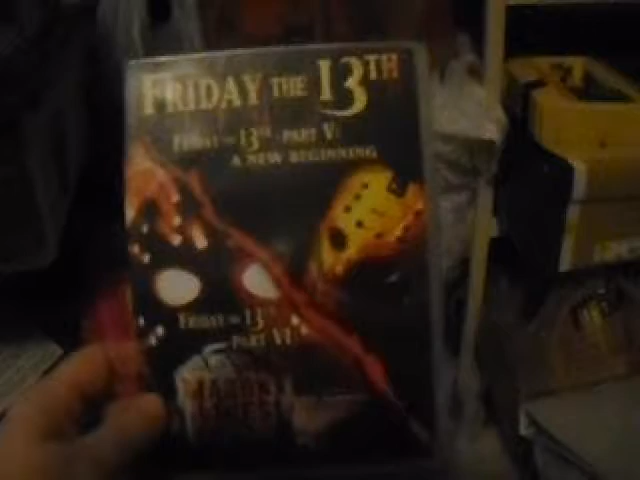 FRIDAY THE 13TH
FRIDAY THE 13TH - PART V:
A NEW BEGINNING
FRIDAY THE 13TH
PART VI: